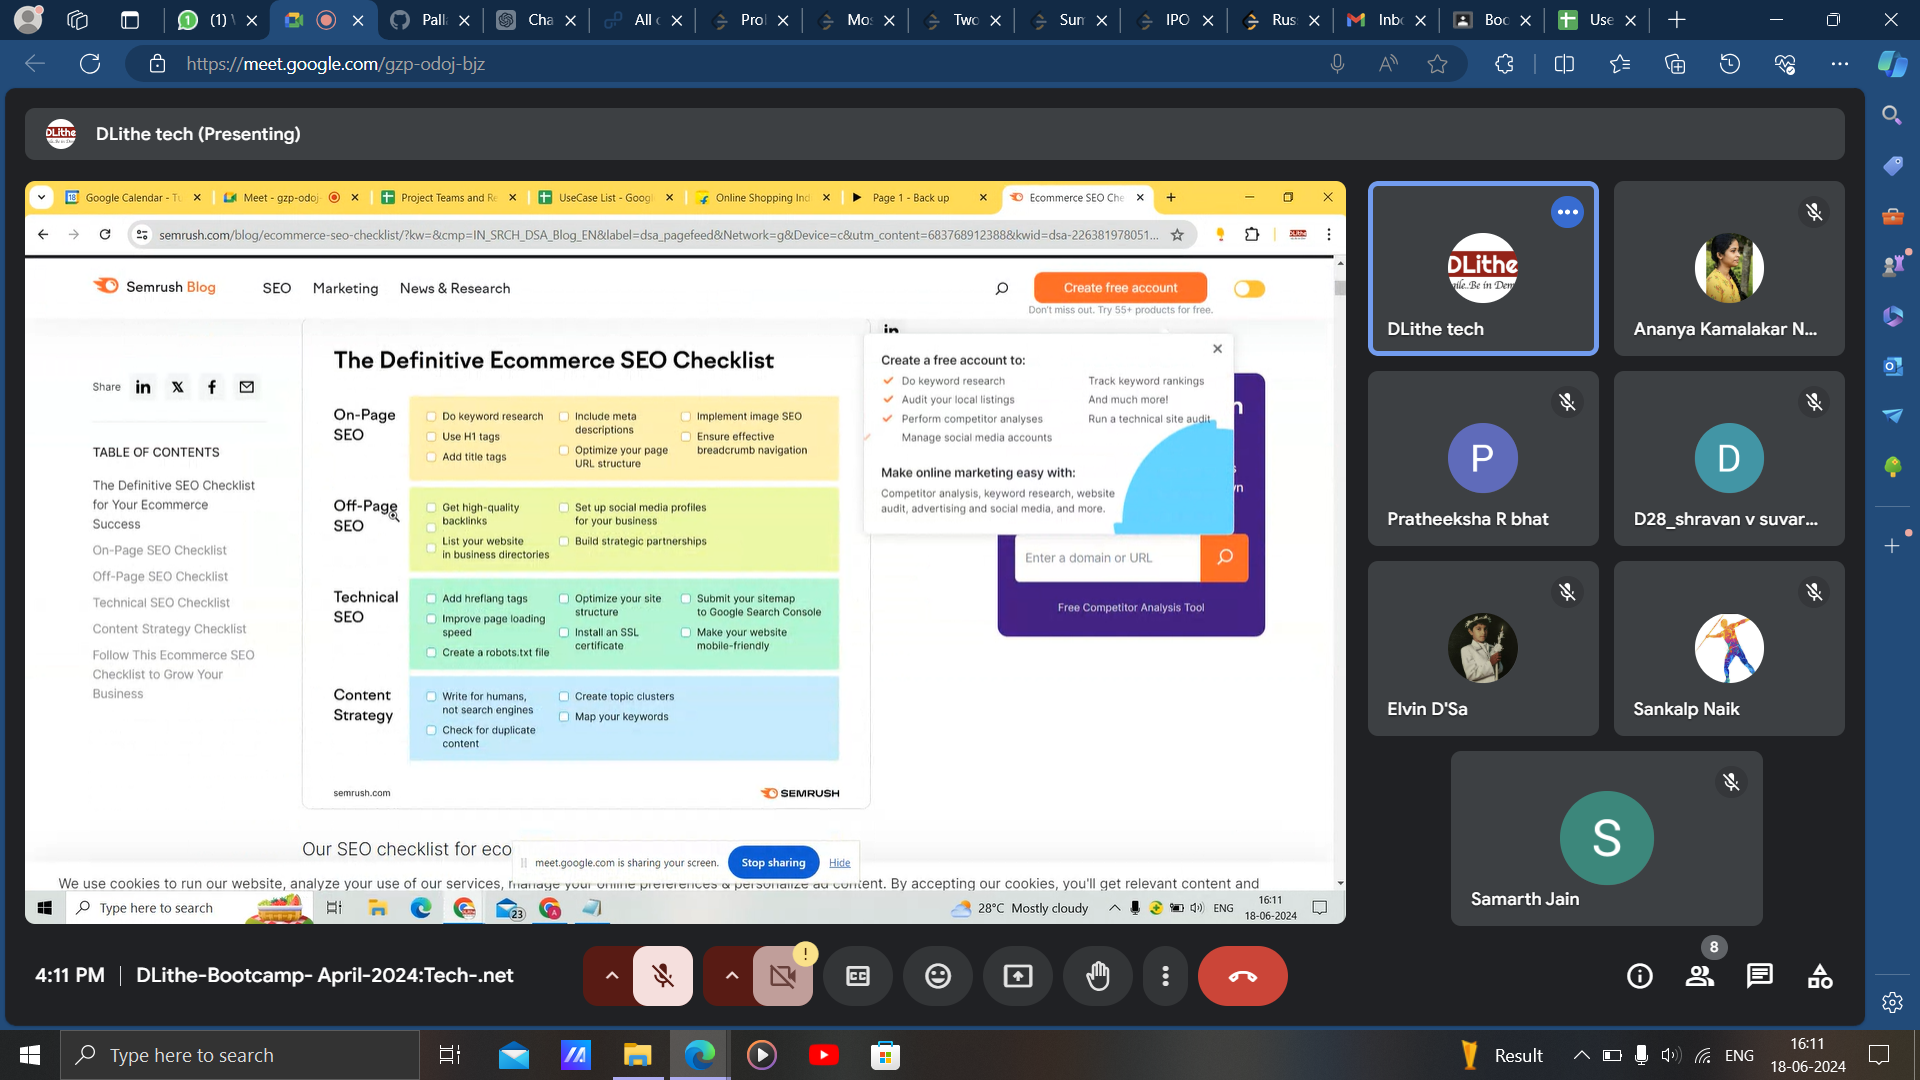 (1)
Palla
Cha
All c
Prol
Mos
Two
Sum
IPO
Russ
Inbo
Boo
Use
https://meet.google.com/gzp-odoj-bjz
DLithe tech (Presenting)
Google Calendar - Tu
Meet - gzp-odoj-
Project Teams and Re
UseCase List - Googl
Online Shopping Ind
Page 1 - Back up
Ecommerce SEO Che
semrush.com/blog/ecommerce-seo-checklist/?kw=&cmp=IN_SRCH_DSA_Blog_EN&label=dsa_pagefeed&Network=g&Device=c&utm_content=683768912388&kwid=dsa-226381978051...
Semrush Blog
SEO
Marketing
News & Research
Create free account
Don't miss out. Try 55+ products for free.
Share
TABLE OF CONTENTS
The Definitive SEO Checklist
for Your Ecommerce
Success
On-Page SEO Checklist
Off-Page SEO Checklist
Technical SEO Checklist
Content Strategy Checklist
Follow This Ecommerce SEO
Checklist to Grow Your
Business
The Definitive Ecommerce SEO Checklist
On-Page
SEO
Do keyword research
Use H1 tags
Add title tags
Include meta
descriptions
Optimize your page
URL structure
Implement image SEO
Ensure effective
breadcrumb navigation
Off-Page
SEO
Get high-quality
backlinks
List your website
in business directories
Set up social media profiles
for your business
Build strategic partnerships
Technical
SEO
Add hreflang tags
Improve page loading
speed
Create a robots.txt file
Optimize your site
structure
Install an SSL
certificate
Submit your sitemap
to Google Search Console
Make your website
mobile-friendly
Content
Strategy
Write for humans,
not search engines
Check for duplicate
content
Create topic clusters
Map your keywords
semrush.com
SEMRUSH
Create a free account to:
Do keyword research
Audit your local listings
Perform competitor analyses
Manage social media accounts
Track keyword rankings
And much more!
Run a technical site audit
Make online marketing easy with:
Competitor analysis, keyword research, website
audit, advertising and social media, and more.
Enter a domain or URL
Free Competitor Analysis Tool
Our SEO checklist for eco
meet.google.com is sharing your screen.
Stop sharing
Hide
We use cookies to run our website, analyze your use of our services, manage your online preferences & personalize ad content. By accepting our cookies, you'll get relevant content and
Type here to search
23
28°C Mostly cloudy
ENG
16:11
18-06-2024
DLithe
DLithe tech
Ananya Kamalakar N...
P
Pratheeksha R bhat
D
D28_shravan v suvar...
Elvin D'Sa
Sankalp Naik
S
Samarth Jain
4:11 PM
DLithe-Bootcamp- April-2024:Tech-.net
8
Type here to search
Result
ENG
16:11
18-06-2024